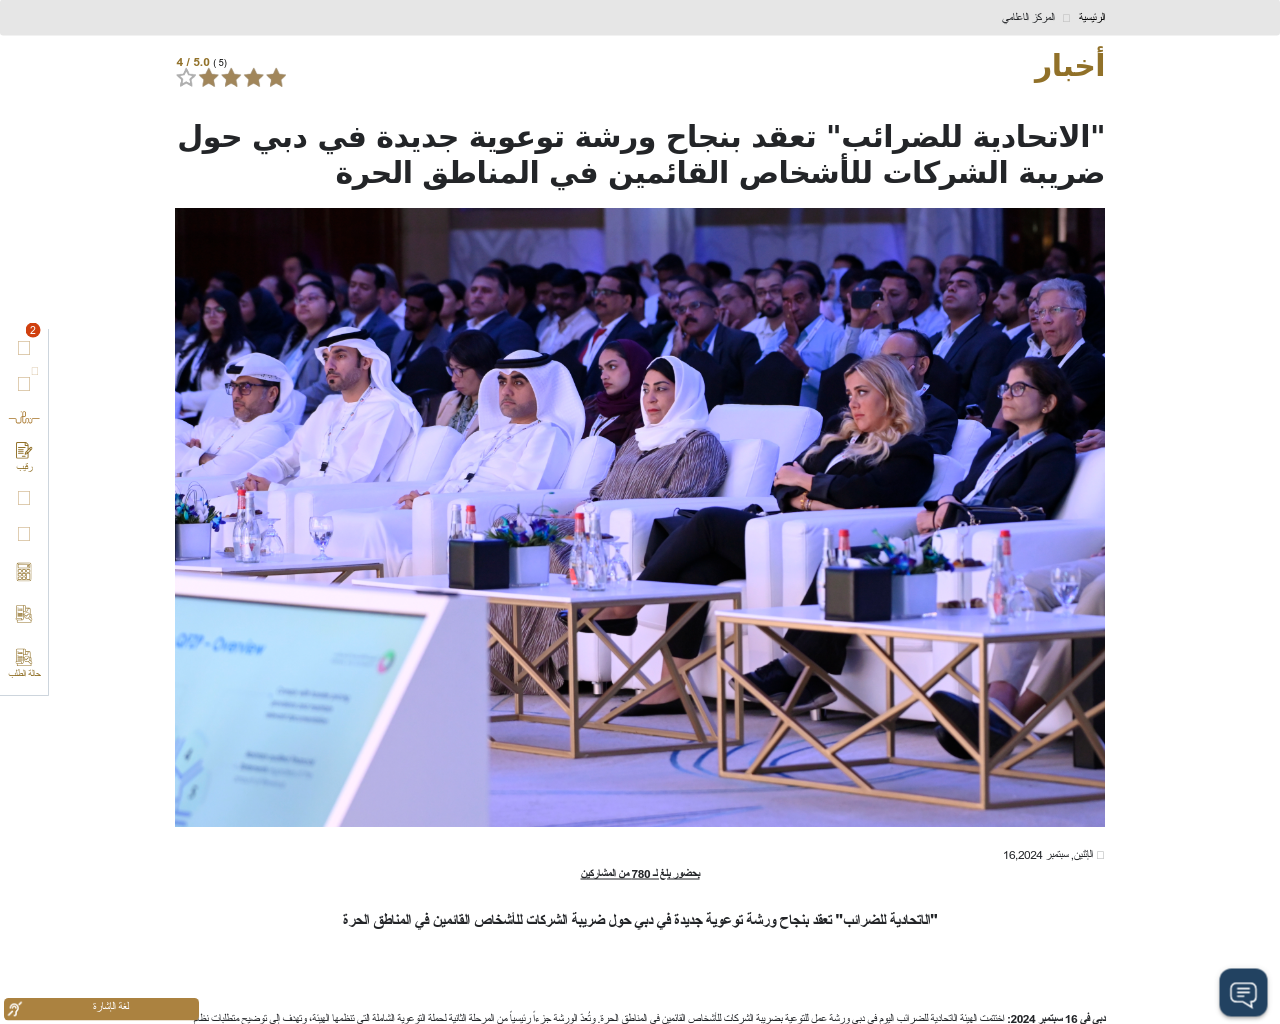 الرئيسية المركز الاعلامي
أخبار
4 / 5.0 ( 5)
"الاتحادية للضرائب" تعقد بنجاح ورشة توعوية جديدة في دبي حول
ضريبة الشركات للأشخاص القائمين في المناطق الحرة
2
رقيب
حالة الطلب
QFZP – Overview
الإثنين, سبتمبر 16,2024
بحضور بلغ لـ 780 من المشاركين
"الاتحادية للضرائب" تعقد بنجاح ورشة توعوية جديدة في دبي حول ضريبة الشركات للأشخاص القائمين في المناطق الحرة
دبي في 16 سبتمبر 2024: اختتمت الهيئة الاتحادية للضرائب اليوم في دبي ورشة عمل للتوعية بضريبة الشركات للأشخاص القائمين في المناطق الحرة. وتُعدّ الورشة جزءاً رئيسياً من المرحلة الثانية لحملة التوعية الشاملة التي تنظمها الهيئة، وتهدف إلى توضيح متطلبات
لغة الإشارة